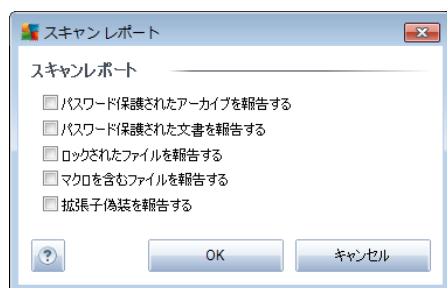 スキャン レポート
スキャンレポート
パスワード保護されたアーカイブを報告する
パスワード保護された文書を報告する
ロックされたファイルを報告する
マクロを含むファイルを報告する
拡張子偽装を報告する
? OK キャンセル